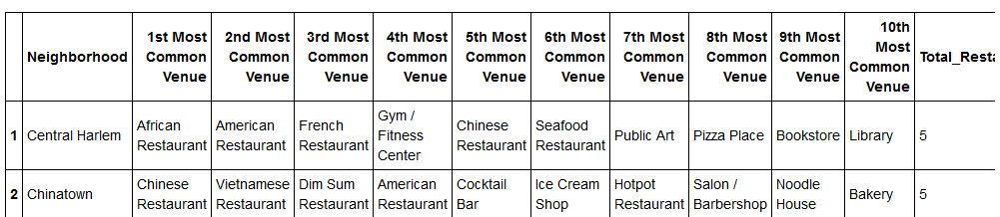 Neighborhood 1st Most Common Venue 2nd Most Common Venue 3rd Most Common Venue 4th Most Common Venue 5th Most Common Venue 6th Most Common Venue 7th Most Common Venue 8th Most Common Venue 9th Most Common Venue 10th Most Common Venue Total_Resta
1 Central Harlem African Restaurant American Restaurant French Restaurant Gym / Fitness Center Chinese Restaurant Seafood Restaurant Public Art Pizza Place Bookstore Library 5
2 Chinatown Chinese Restaurant Vietnamese Restaurant Dim Sum Restaurant American Restaurant Cocktail Bar Ice Cream Shop Hotpot Restaurant Salon / Barbershop Noodle House Bakery 5